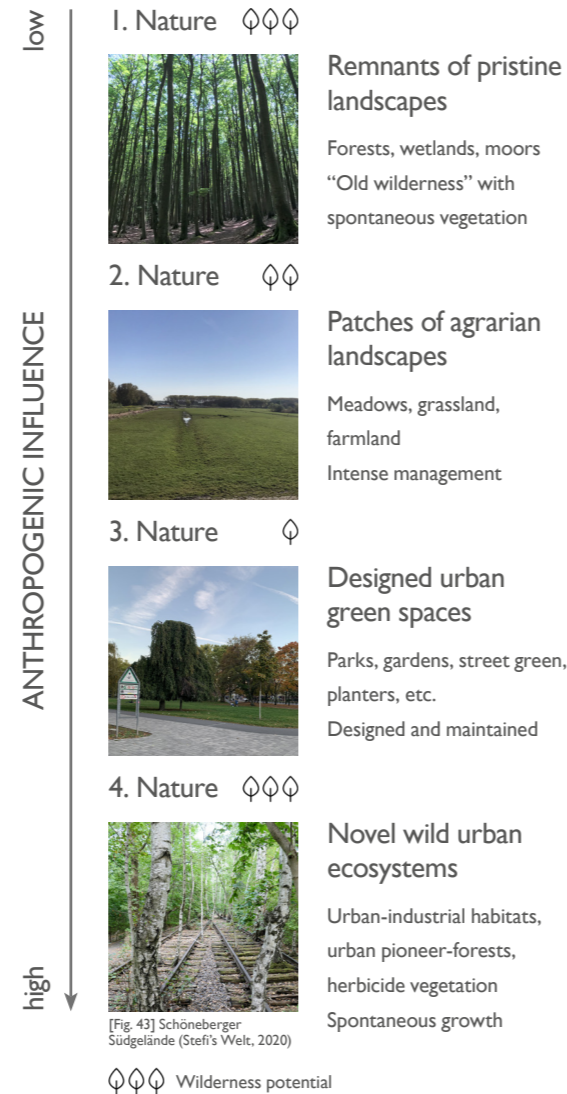 low
1. Nature
Remnants of pristine
landscapes
Forests, wetlands, moors
“Old wilderness” with
spontaneous vegetation
2. Nature
Patches of agrarian
landscapes
Meadows, grassland,
farmland
Intense management
ANTHROPOGENIC INFLUENCE
3. Nature
Designed urban
green spaces
Parks, gardens, street green,
planters, etc.
Designed and maintained
4. Nature
Novel wild urban
ecosystems
Urban-industrial habitats,
urban pioneer-forests,
herbicide vegetation
Spontaneous growth
high
[Fig. 43] Schöneberger
Südgelände (Stefi’s Welt, 2020)
Wilderness potential